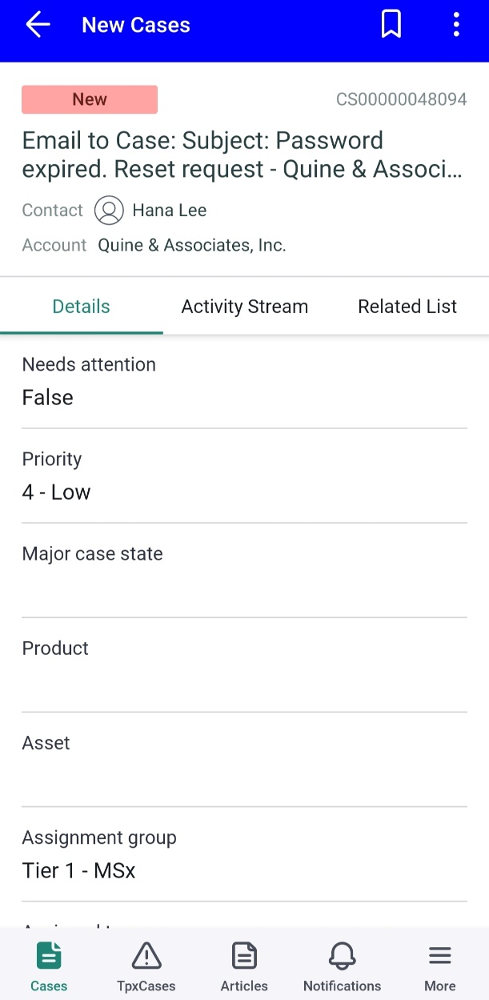 New Cases
New
CS00000048094
Email to Case: Subject: Password
expired. Reset request - Quine & Associ...
Contact Hana Lee
Account Quine & Associates, Inc.
Details
Activity Stream
Related List
Needs attention
False
Priority
4 - Low
Major case state
Product
Asset
Assignment group
Tier 1 - MSx
Cases
TpxCases
Articles
Notifications
More